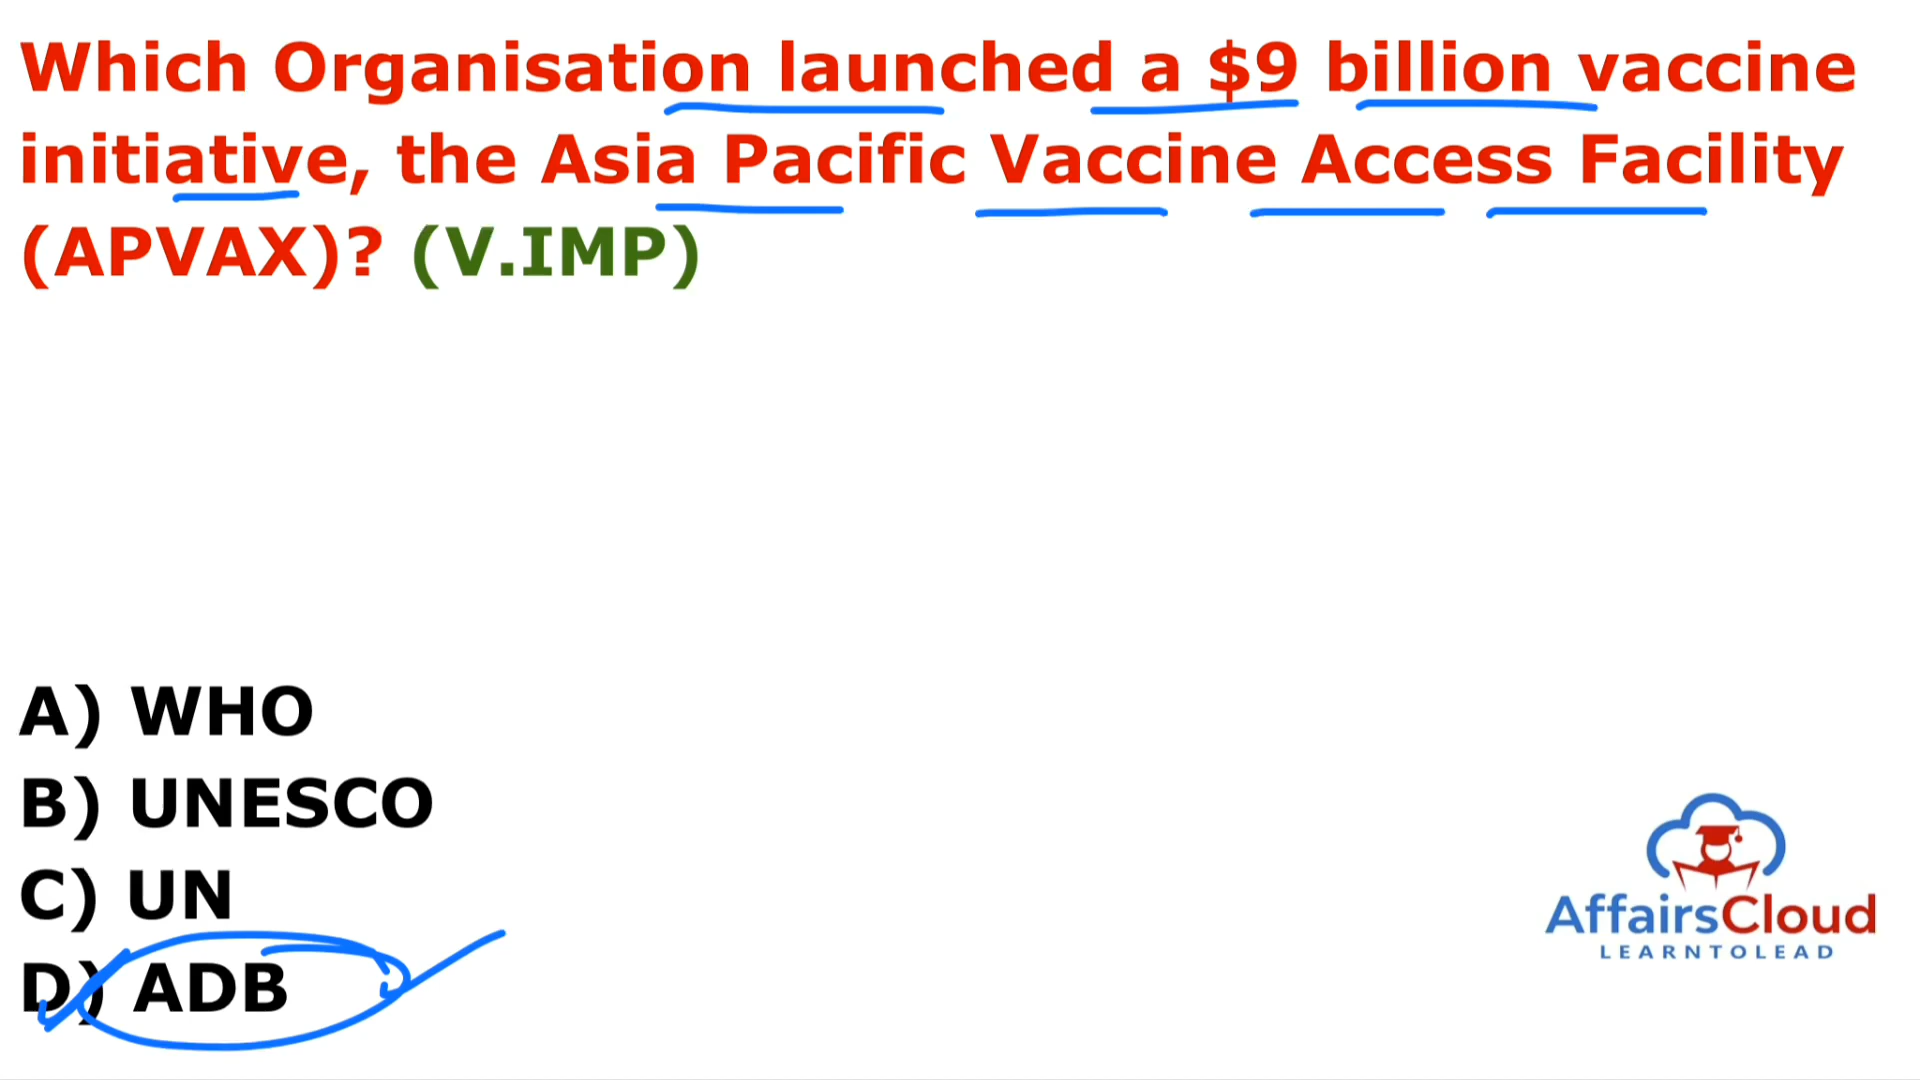 Which Organisation launched a $9 billion vaccine
initiative, the Asia Pacific Vaccine Access Facility
(APVAX)? (V.IMP)
A) WHO
B) UNESCO
C) UN
D) ADB
AffairsCloud
LEARNTOLEAD